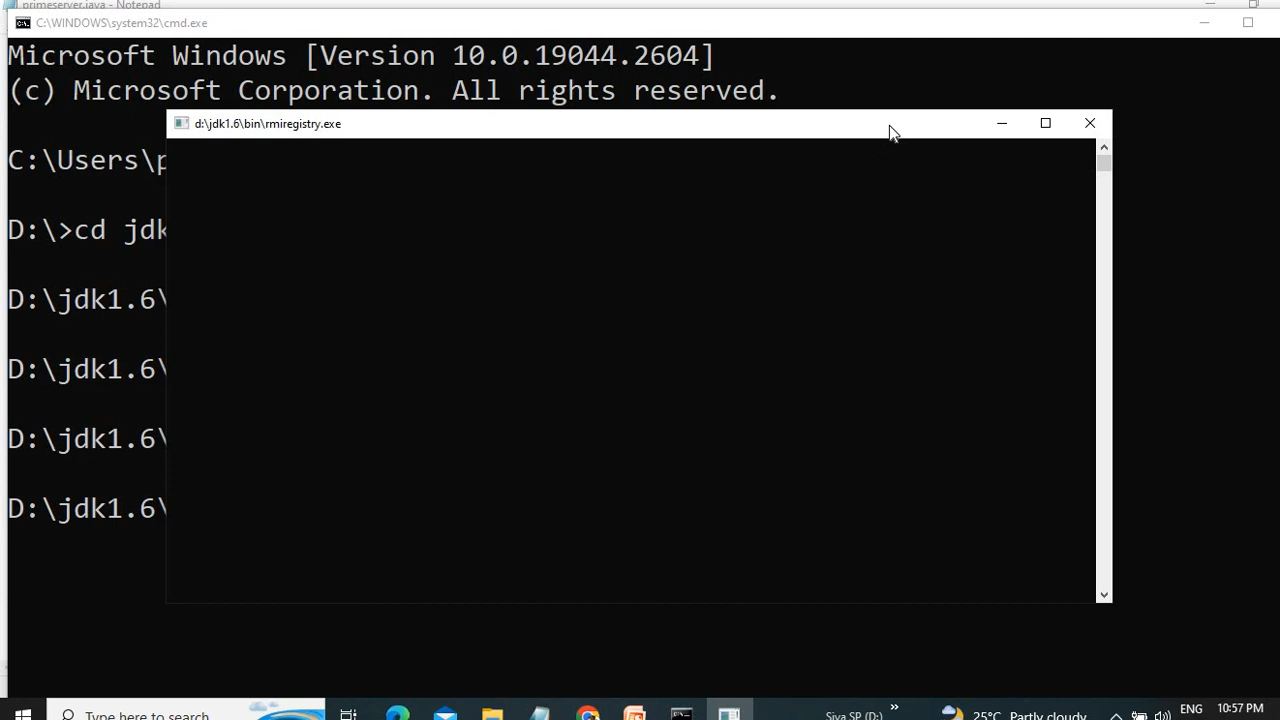 primeserver.java - Notepad
C:\WINDOWS\system32\cmd.exe
Microsoft Windows [Version 10.0.19044.2604]
(c) Microsoft Corporation. All rights reserved.
d:\jdk1.6\bin\rmiregistry.exe
C:\Users\p
D:\>cd jdk
D:\jdk1.6\
D:\jdk1.6\
D:\jdk1.6\
D:\jdk1.6\
Type here to search
Siva SP (D:)
»
25°C Partly cloudy
ENG
10:57 PM